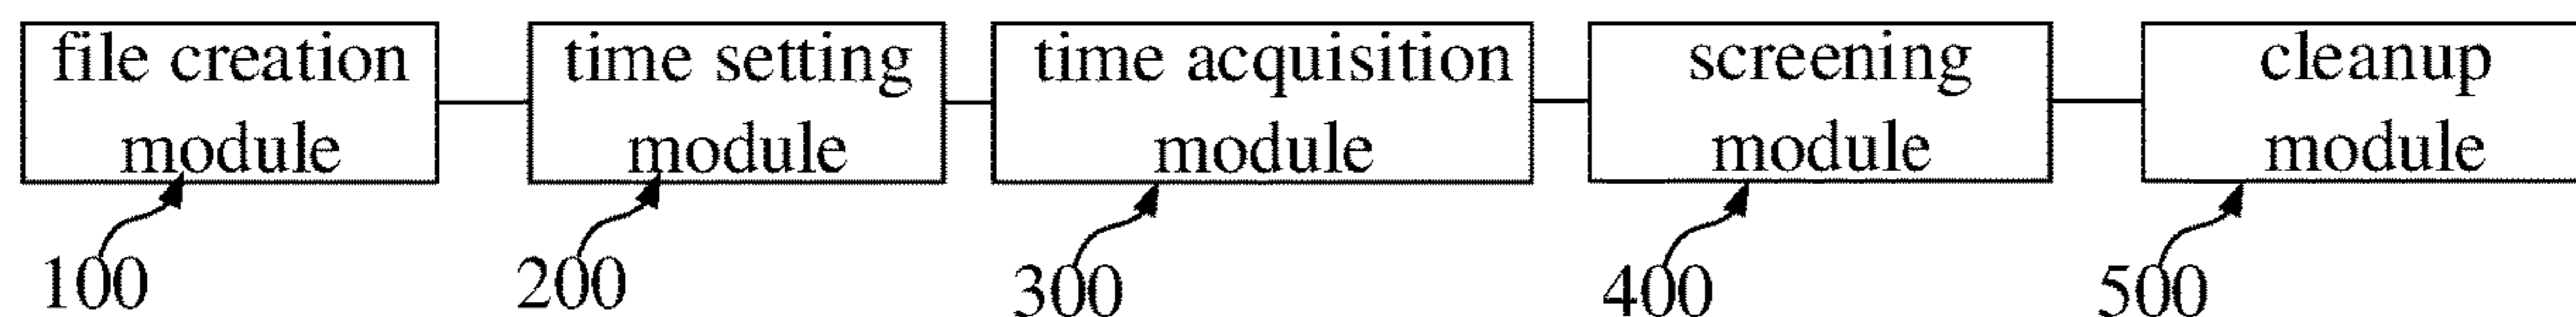 file creation
module
time setting
module
time acquisition
module
screening
module
cleanup
module
100
200
300
400
500